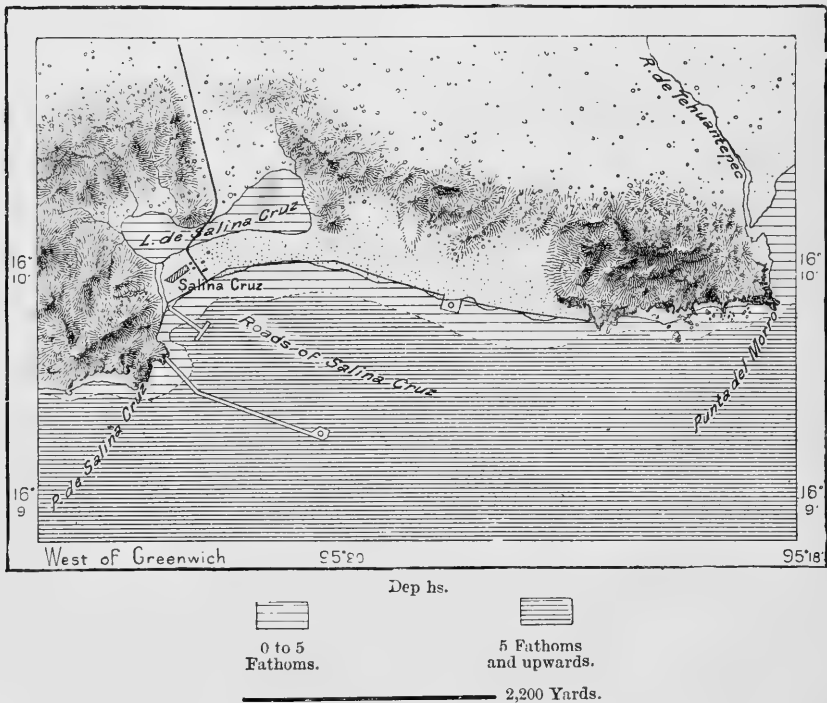 R. de Tehuantepec
L. de Salina Cruz
16°
10'
16°
10'
Salina Cruz
Roads of Salina Cruz
P. de Salina Cruz
Punta del Morro
16°
9
16°
9'
West of Greenwich
95°20
95°18'
Dep hs.
0 to 5
Fathoms.
5 Fathoms
and upwards.
2,200 Yards.